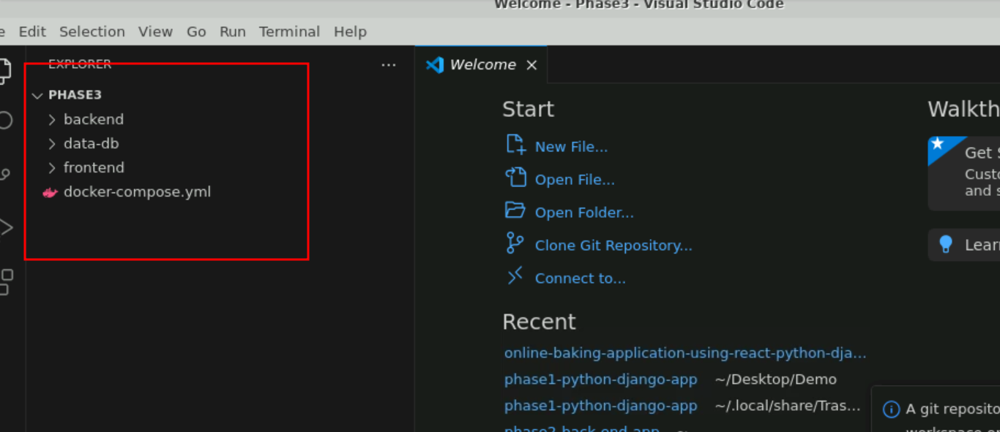 Welcome - Phase3 - Visual Studio Code
Edit Selection View Go Run Terminal Help
EXPLORER
PHASE3
backend
data-db
frontend
docker-compose.yml
Welcome
Start
New File...
Open File...
Open Folder...
Clone Git Repository...
Connect to...
Recent
online-baking-application-using-react-python-dja...
phase1-python-django-app ~/Desktop/Demo
phase1-python-django-app ~/.local/share/Tras...
phase2-back-end-app
Walkth
Get S
Custo
and s
Lear
A git reposito
workspace or